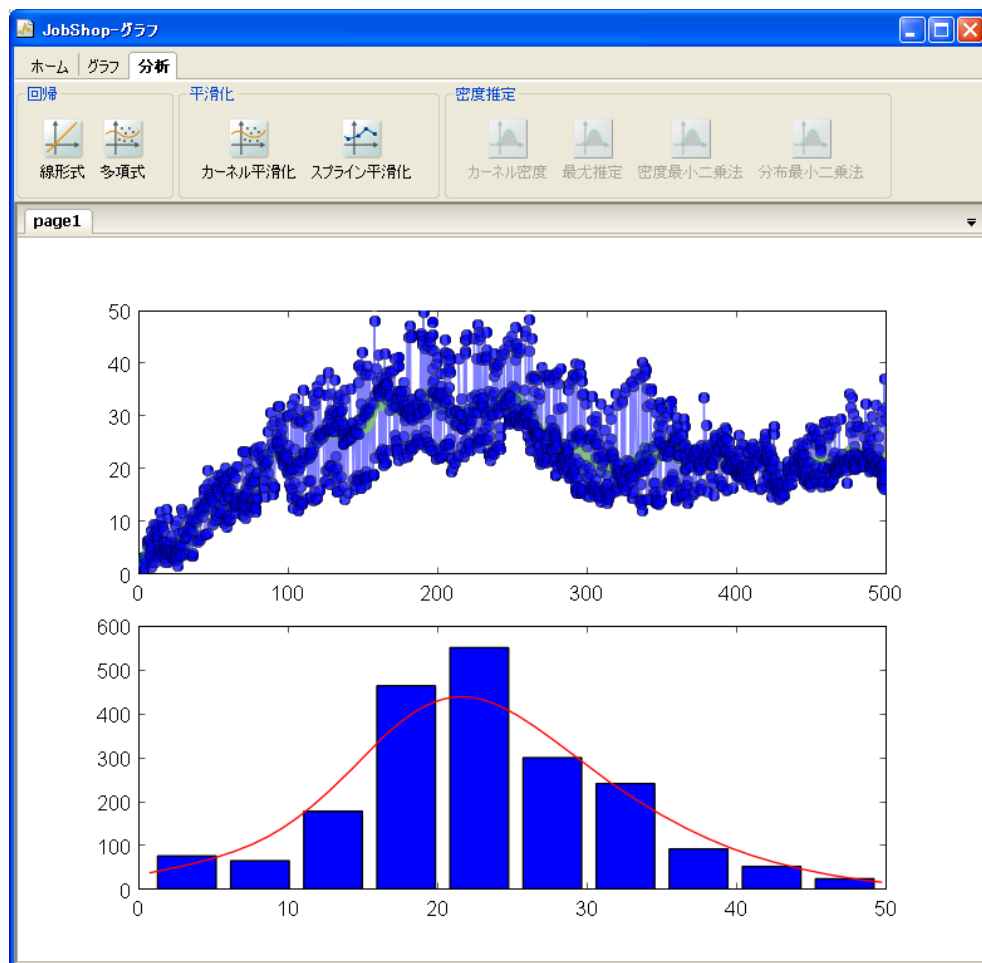 JobShop-グラフ
ホーム グラフ 分析
回帰 平滑化 密度推定
線形式 多項式 カーネル平滑化 スプライン平滑化 カーネル密度 最尤推定 密度最小二乗法 分布最小二乗法
page1
50
40
30
20
10
0
0 100 200 300 400 500
600
500
400
300
200
100
0
0 10 20 30 40 50